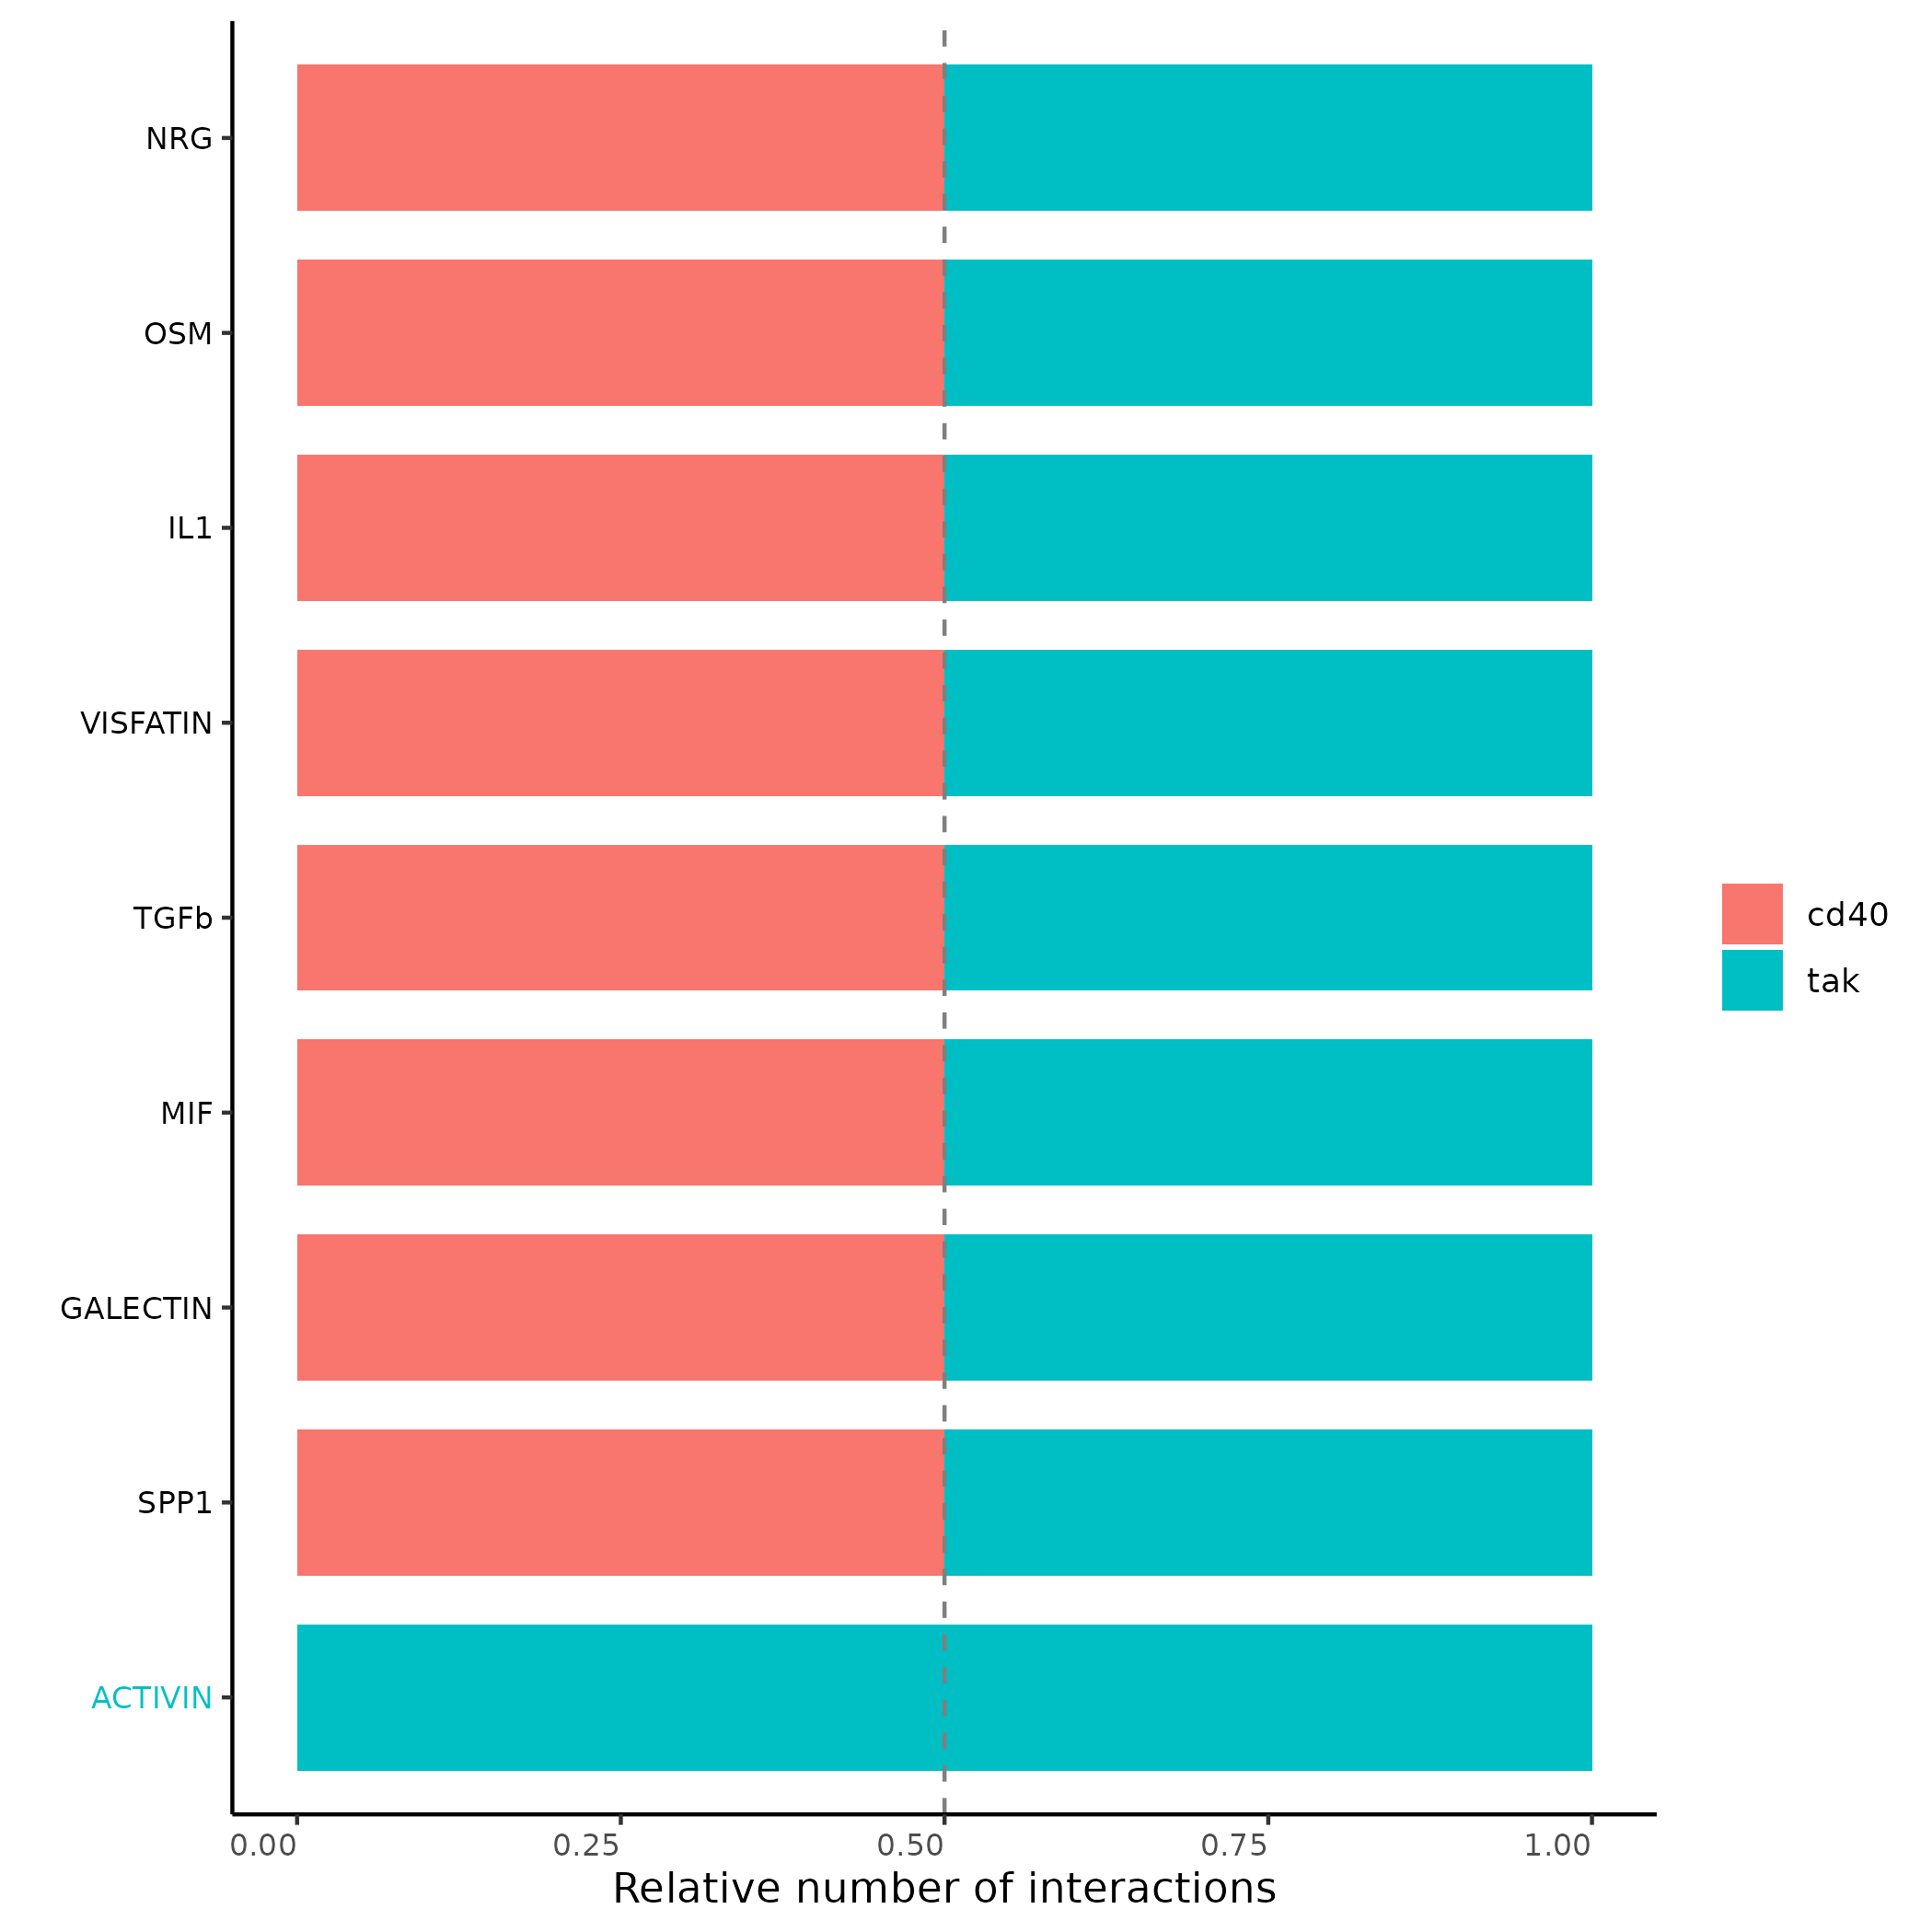 NRG
OSM
IL1
VISFATIN
TGFb
MIF
GALECTIN
SPP1
ACTIVIN
0.00 0.25 0.50 0.75 1.00
Relative number of interactions
cd40
tak